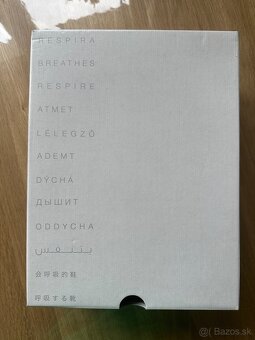 RESPIRA
BREATHES
RESPIRE
ATMET
LÉLEGZŐ
ADEMT
DÝCHÁ
ДЫШИТ
ODDYCHA
يتنفس
会呼吸的鞋
呼吸する靴
Bazos.sk